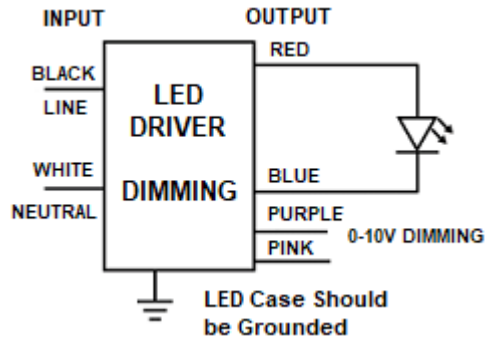 INPUT
OUTPUT
RED
BLACK
LINE
LED
DRIVER
DIMMING
WHITE
NEUTRAL
BLUE
PURPLE
0-10V DIMMING
PINK
LED Case Should
be Grounded